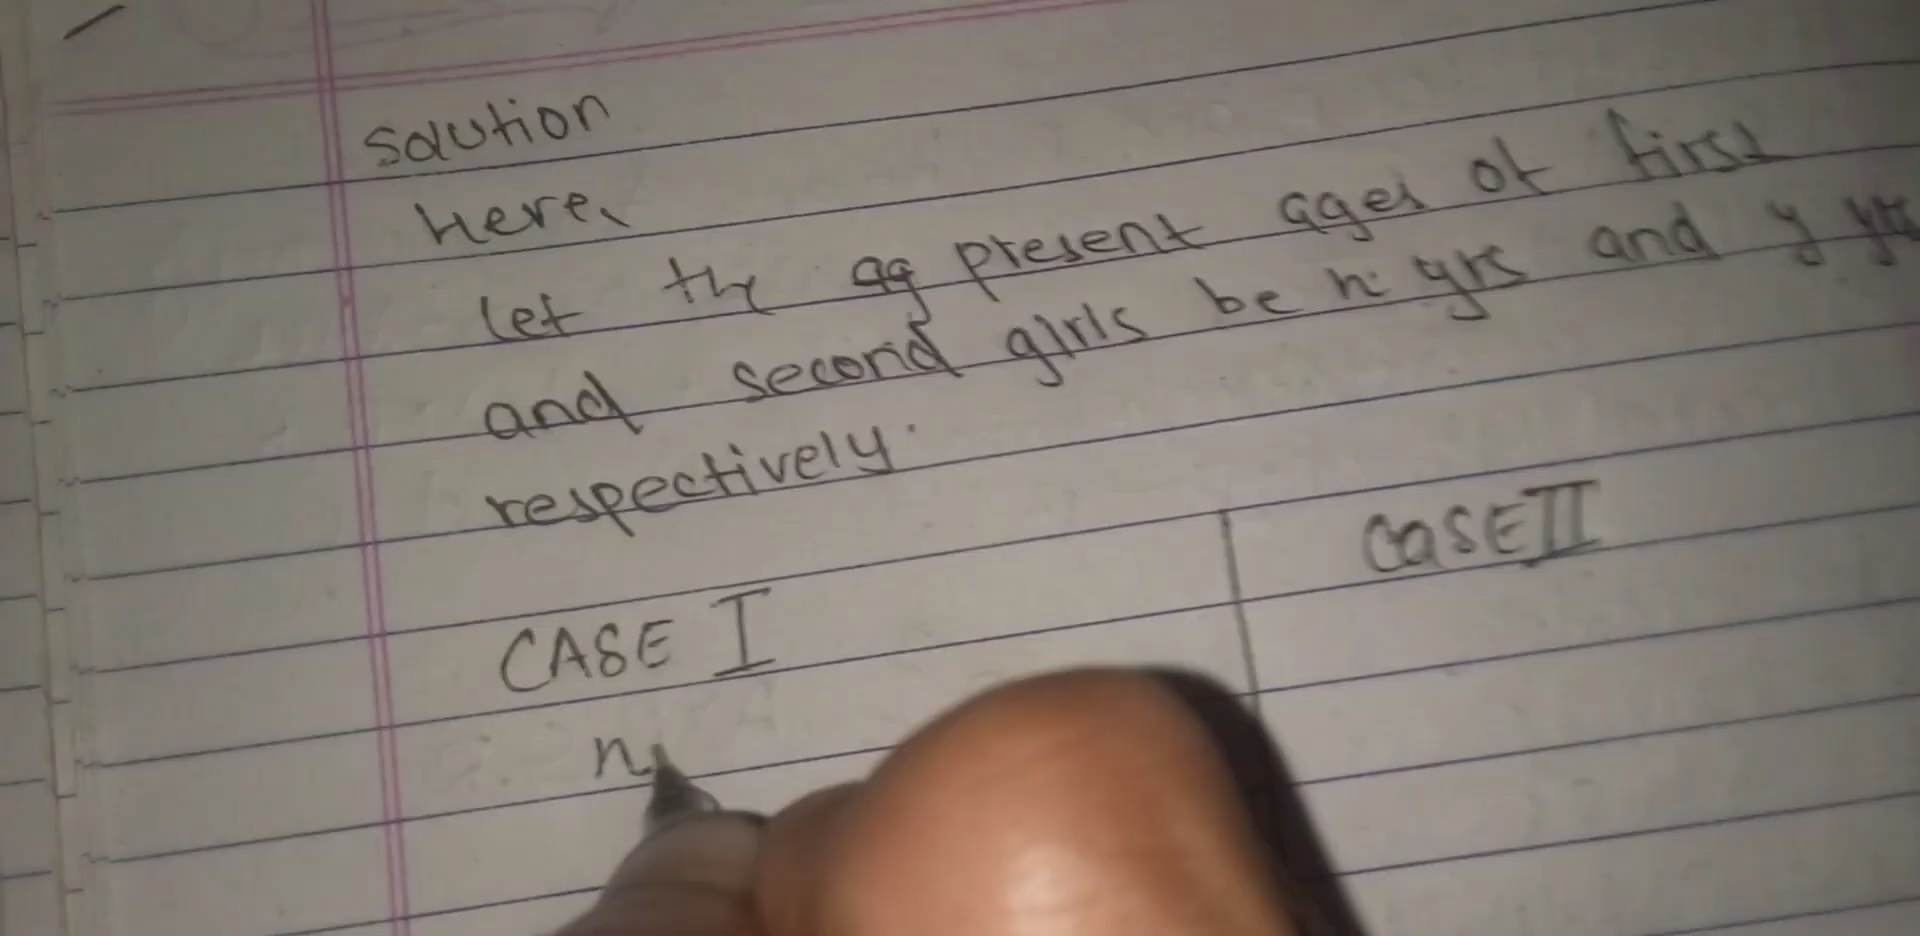 Solution
Here,
Let the ag present ages of first
and second girls be x yrs and y yrs
respectively.
CASE I
CASE II
x